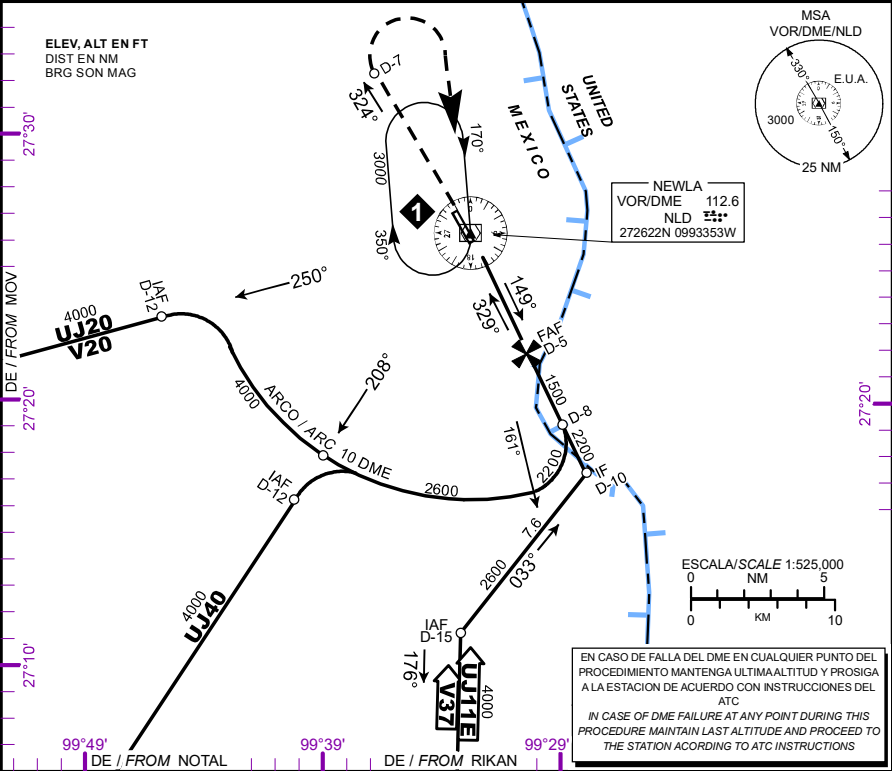 ELEV, ALT EN FT
DIST EN NM
BRG SON MAG
MSA
VOR/DME/NLD
330°
E.U.A.
3000
150°
25 NM
D-7
324°
170°
3000
350°
1
MEXICO
UNITED
STATES
NEWLA
VOR/DME 112.6
NLD
272622N 0993353W
0
27
18
27°30'
250°
149°
329°
FAF
D-5
IAF
D-12
4000
UJ20
V20
DE / FROM MOV
208°
4000
ARCO / ARC 10 DME
1500
D-8
2200
2200
IF
D-10
161°
27°20'
27°20'
IAF
D-12
2600
7.6
2600
033°
4000
UJ40
IAF
D-15
176°
V37
UJ11E
4000
27°10'
ESCALA/SCALE 1:525,000
0 NM 5
0 KM 10
EN CASO DE FALLA DEL DME EN CUALQUIER PUNTO DEL
PROCEDIMIENTO MANTENGA ULTIMA ALTITUD Y PROSIGA
A LA ESTACION DE ACUERDO CON INSTRUCCIONES DEL
ATC
IN CASE OF DME FAILURE AT ANY POINT DURING THIS
PROCEDURE MAINTAIN LAST ALTITUDE AND PROCEED TO
THE STATION ACORDING TO ATC INSTRUCTIONS
99°49'
99°39'
99°29'
DE / FROM NOTAL
DE / FROM RIKAN